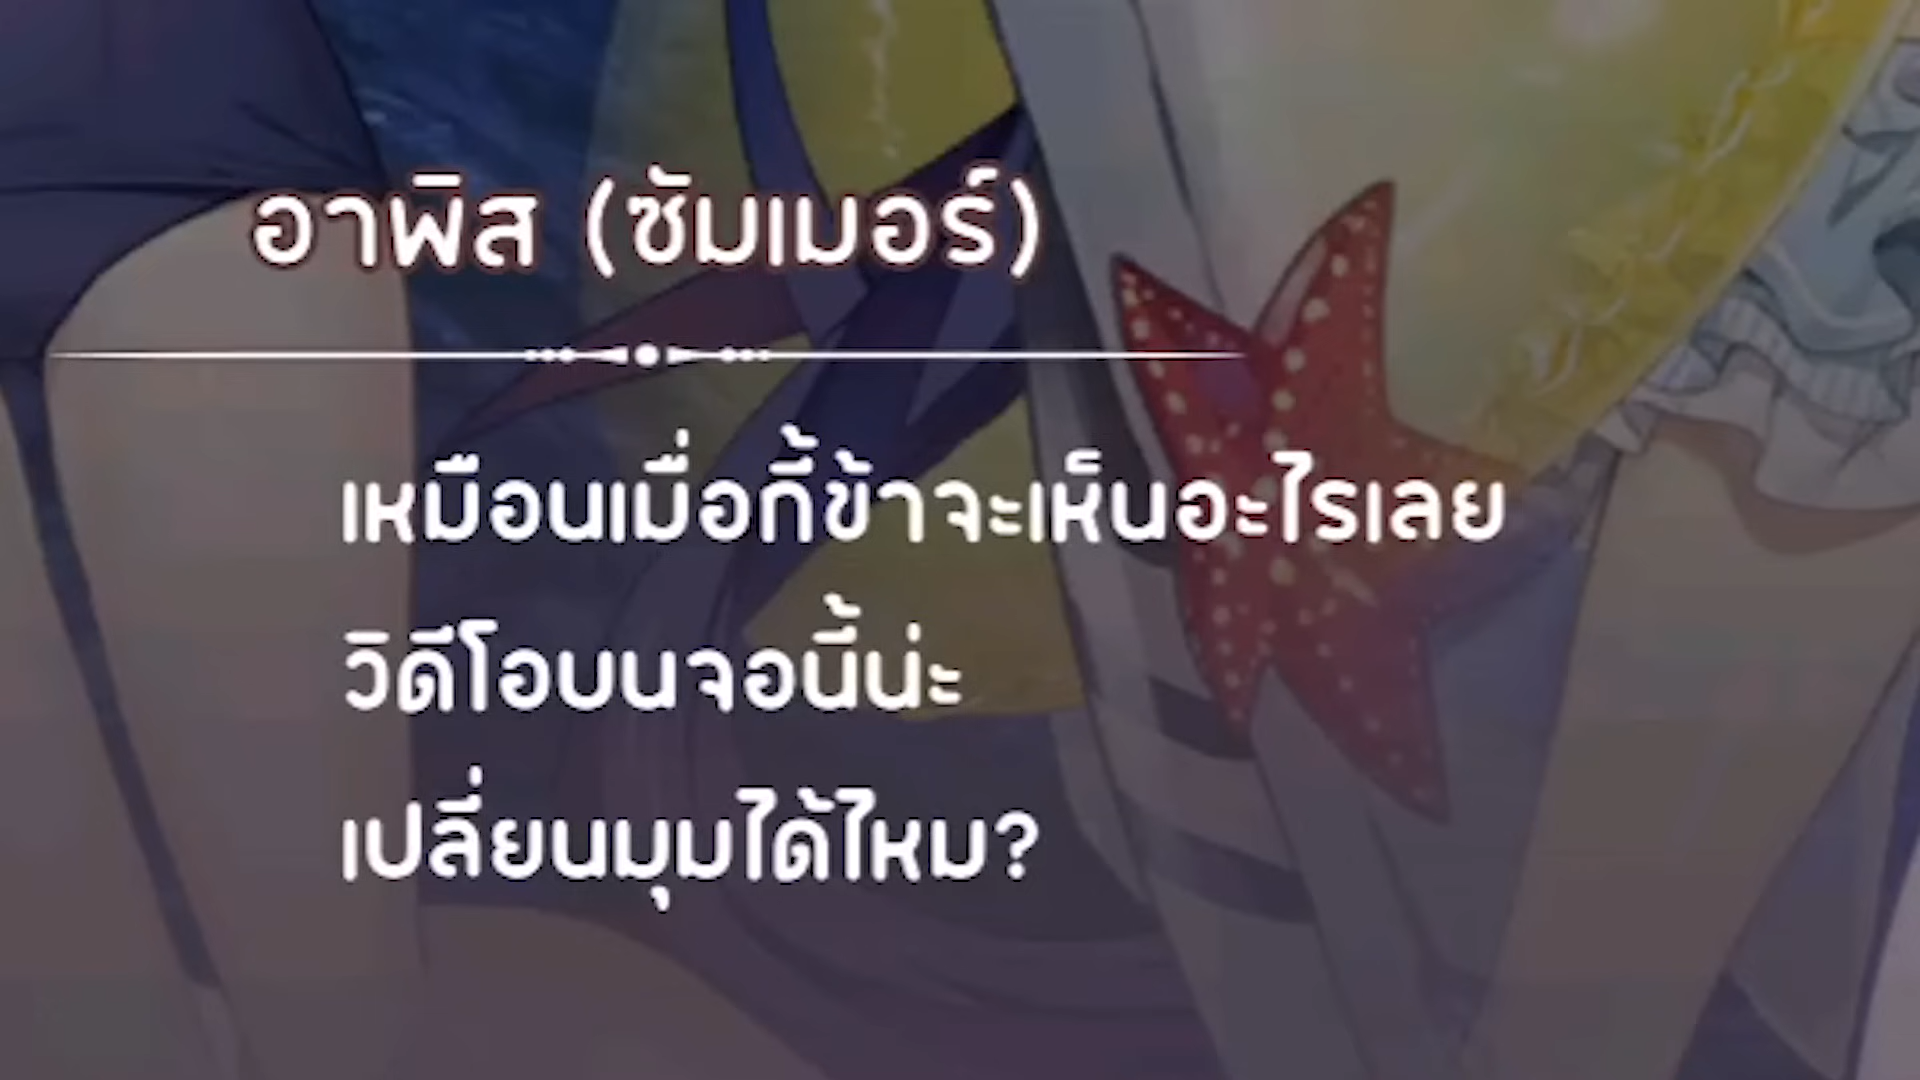 อาพิส (ซัมเมอร์)
เหมือนเมื่อกี้ข้าจะเห็นอะไรเลย
วิดีโอบนจอนี้น่ะ
เปลี่ยนมุมได้ไหม?